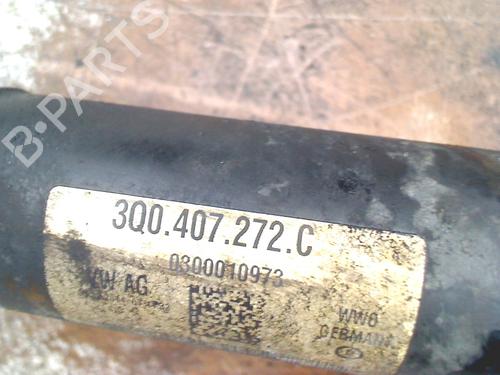 B-PARTS
3Q0.407.272.C
0300010973
VW AG
WW0
GERMANY